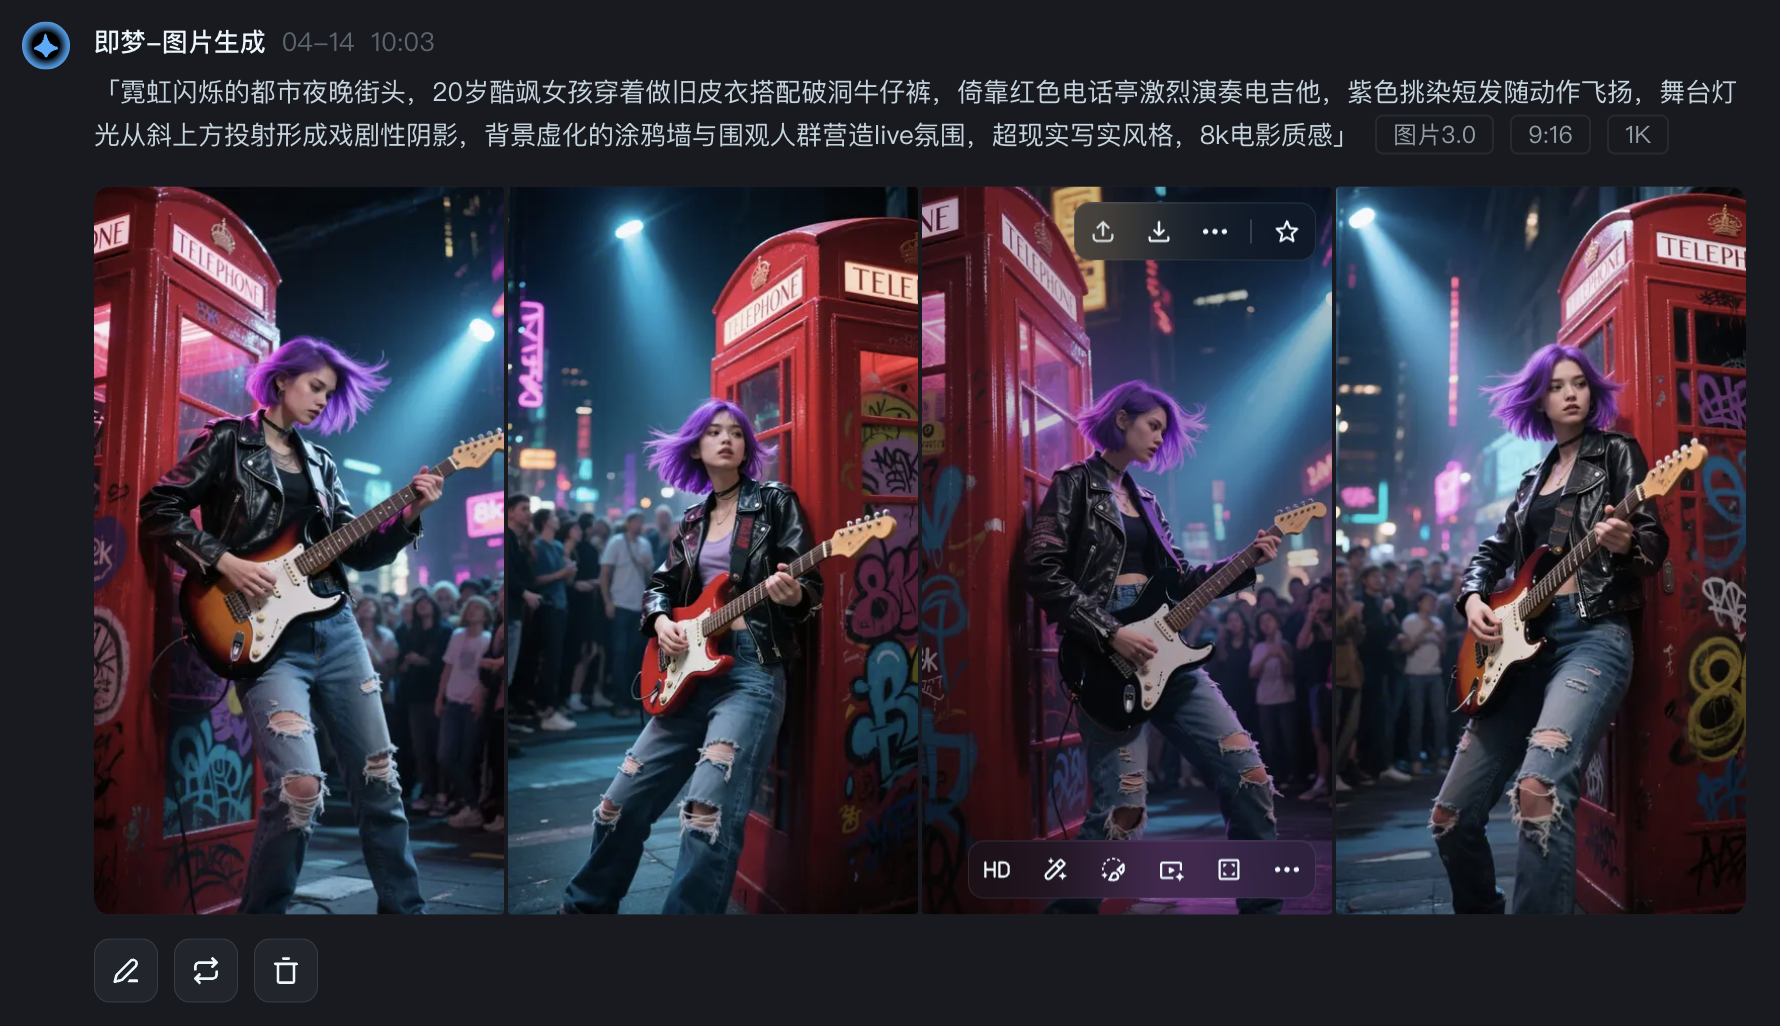 即梦-图片生成 04-14 10:03
「霓虹闪烁的都市夜晚街头，20岁酷飒女孩穿着做旧皮衣搭配破洞牛仔裤，倚靠红色电话亭激烈演奏电吉他，紫色挑染短发随动作飞扬，舞台灯
光从斜上方投射形成戏剧性阴影，背景虚化的涂鸦墙与围观人群营造live氛围，超现实写实风格，8k电影质感」 图片3.0 9:16 1K
ONE
TELEPHONE
8k
TELEPHONE
TELE
NE
TELEPHONE
TELEPHONE
TELEPH
HD